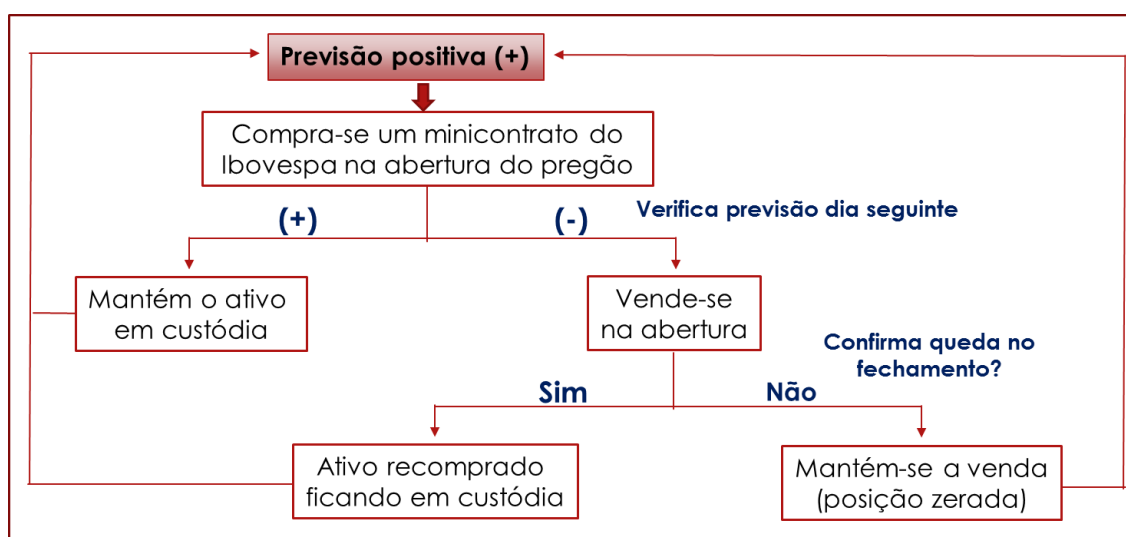 Previsão positiva (+)
Compra-se um minicontrato do
Ibovespa na abertura do pregão
(+)
(-)
Verifica previsão dia seguinte
Mantém o ativo
em custódia
Vende-se
na abertura
Confirma queda no
fechamento?
Sim
Não
Ativo recomprado
ficando em custódia
Mantém-se a venda
(posição zerada)